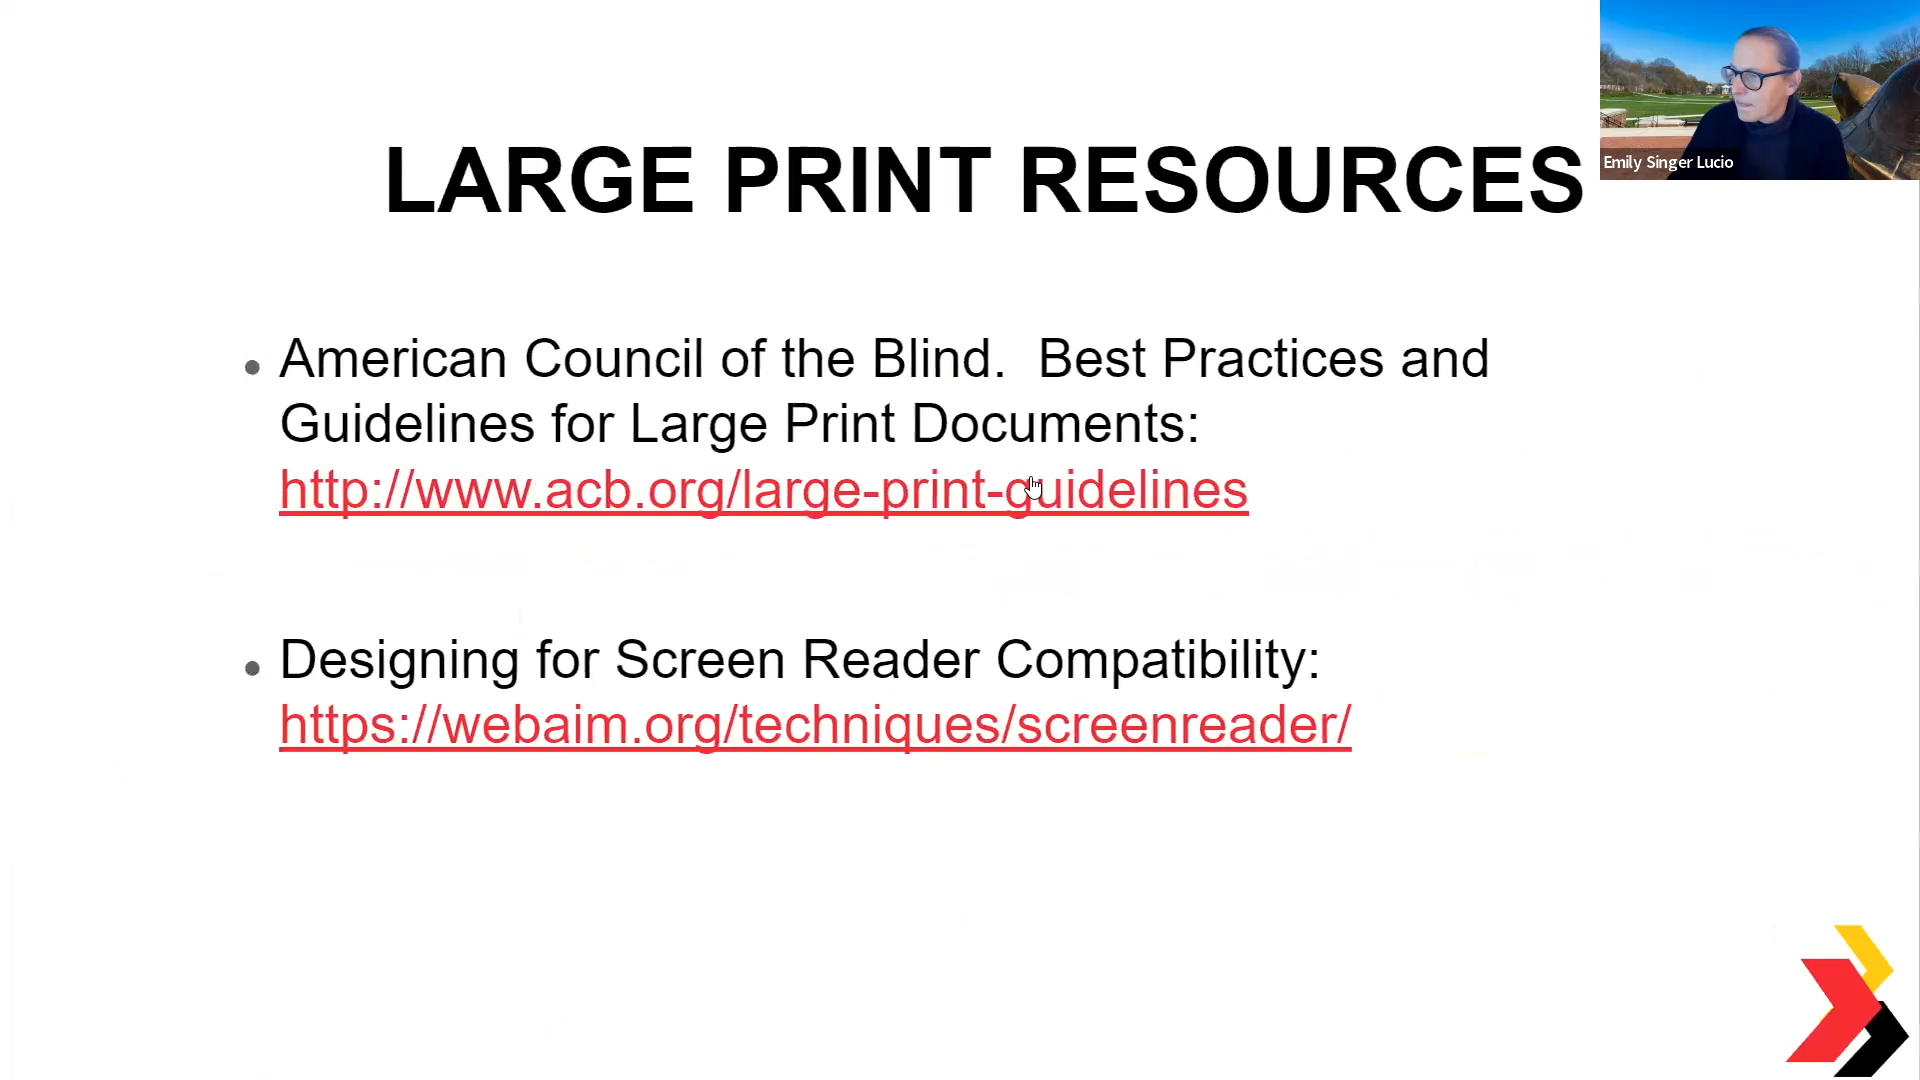 LARGE PRINT RESOURCES
Emily Singer Lucio
• American Council of the Blind.  Best Practices and
Guidelines for Large Print Documents:
http://www.acb.org/large-print-guidelines
• Designing for Screen Reader Compatibility:
https://webaim.org/techniques/screenreader/